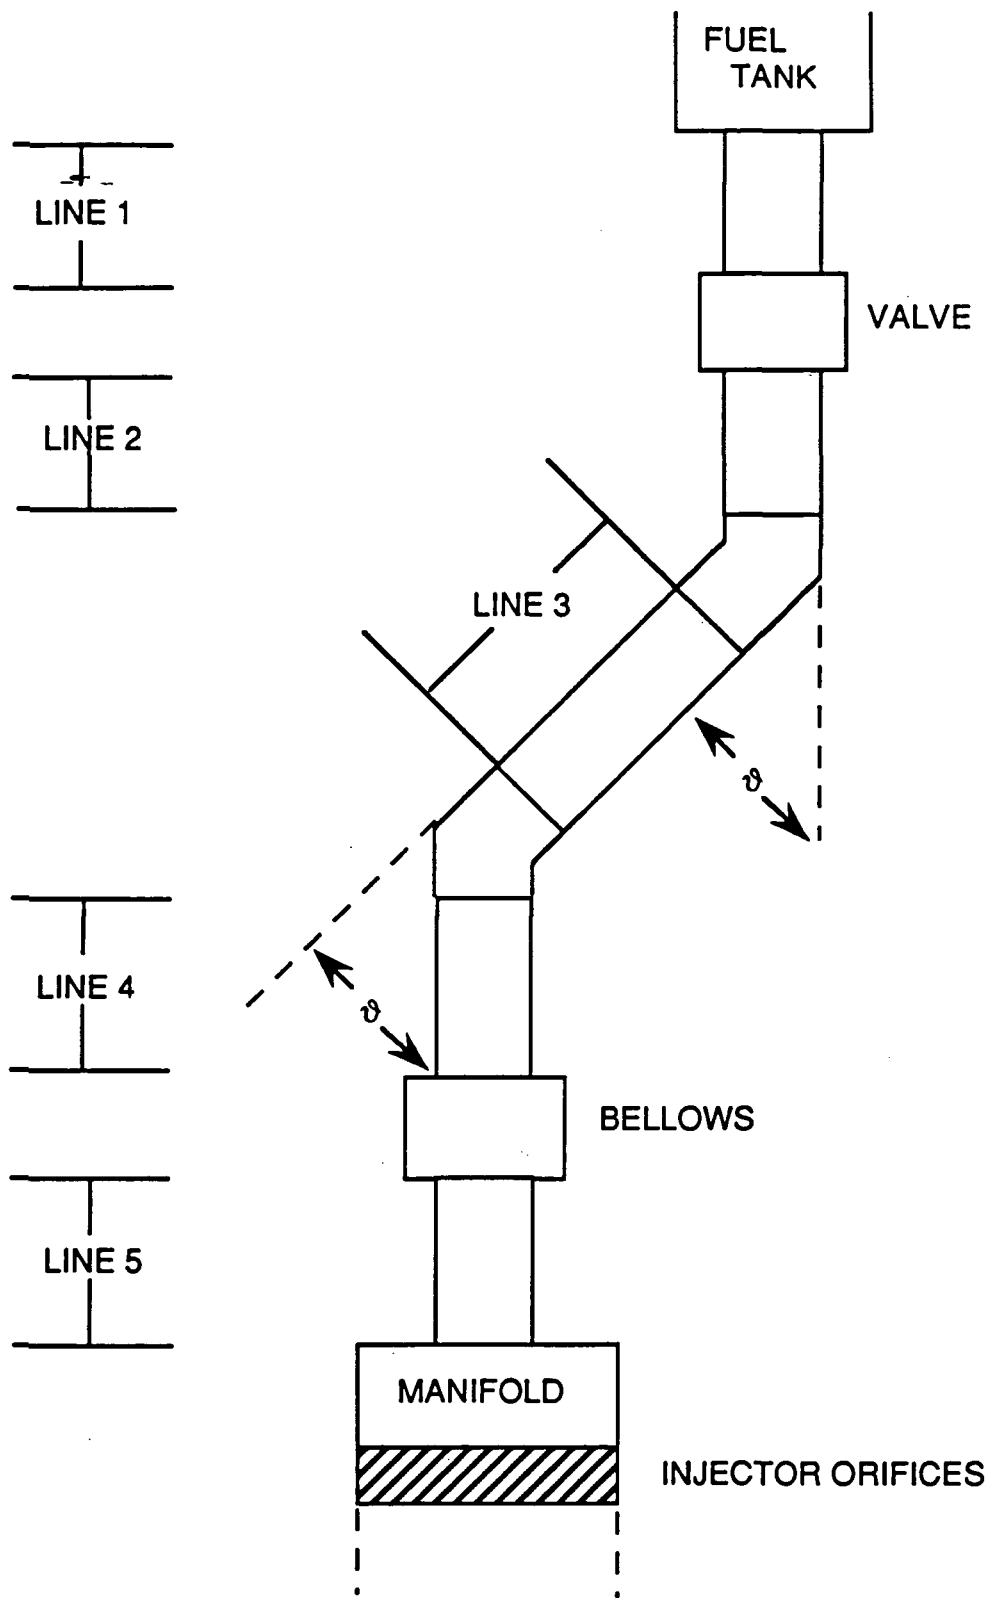 FUEL
TANK
LINE 1
VALVE
LINE 2
LINE 3
ϑ
LINE 4
ϑ
BELLOWS
LINE 5
MANIFOLD
INJECTOR ORIFICES